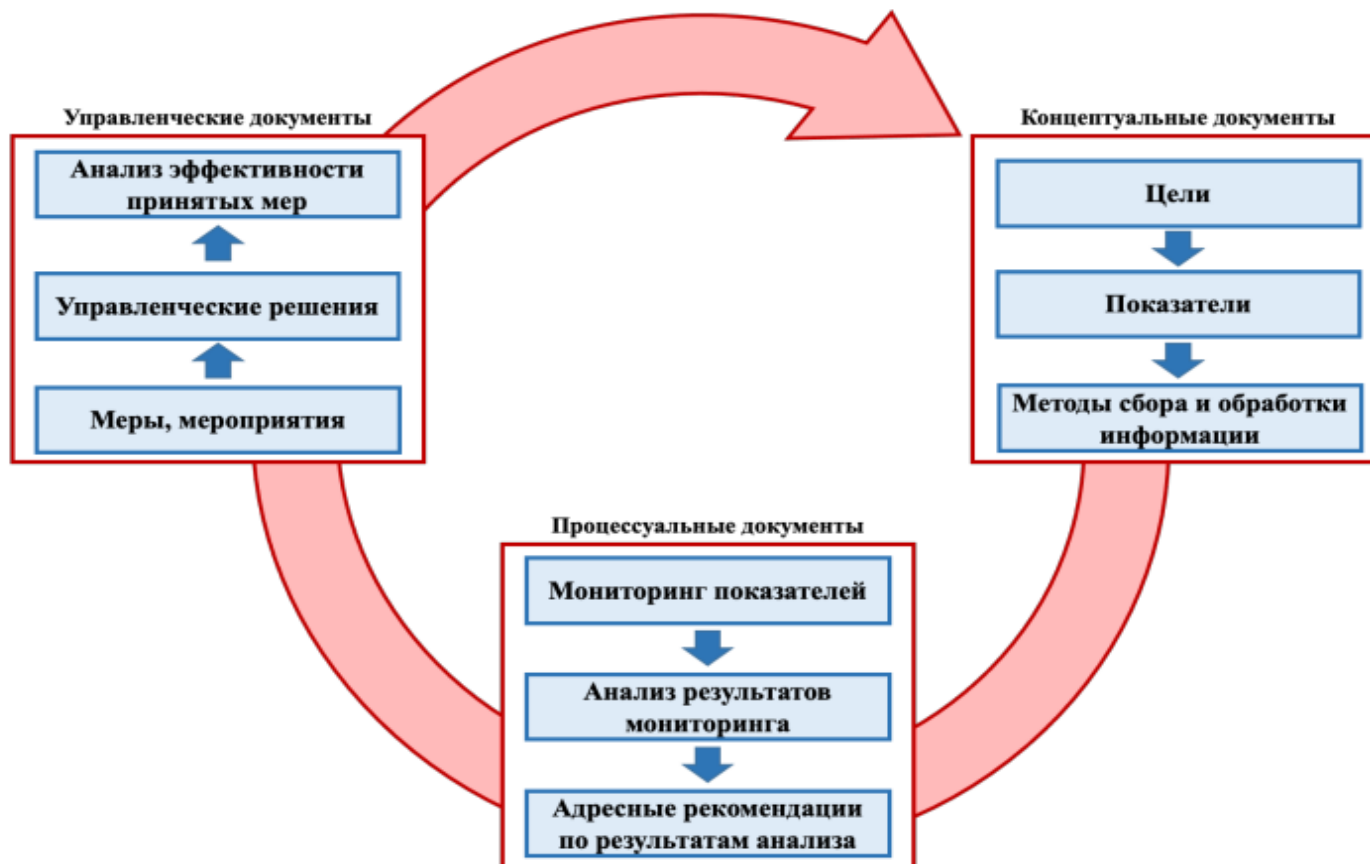 Управленческие документы
Анализ эффективности
принятых мер
Управленческие решения
Меры, мероприятия
Концептуальные документы
Цели
Показатели
Методы сбора и обработки
информации
Процессуальные документы
Мониторинг показателей
Анализ результатов
мониторинга
Адресные рекомендации
по результатам анализа